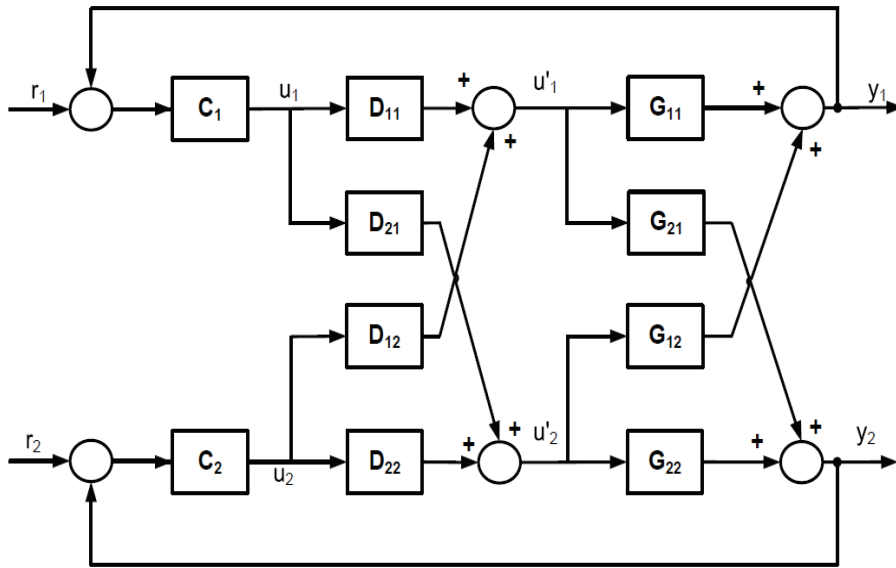 r₁ C₁ u₁ D₁₁ + + u'₁ G₁₁ + + y₁
D₂₁ G₂₁
D₁₂ G₁₂
r₂ C₂ u₂ D₂₂ + + u'₂ G₂₂ + + y₂